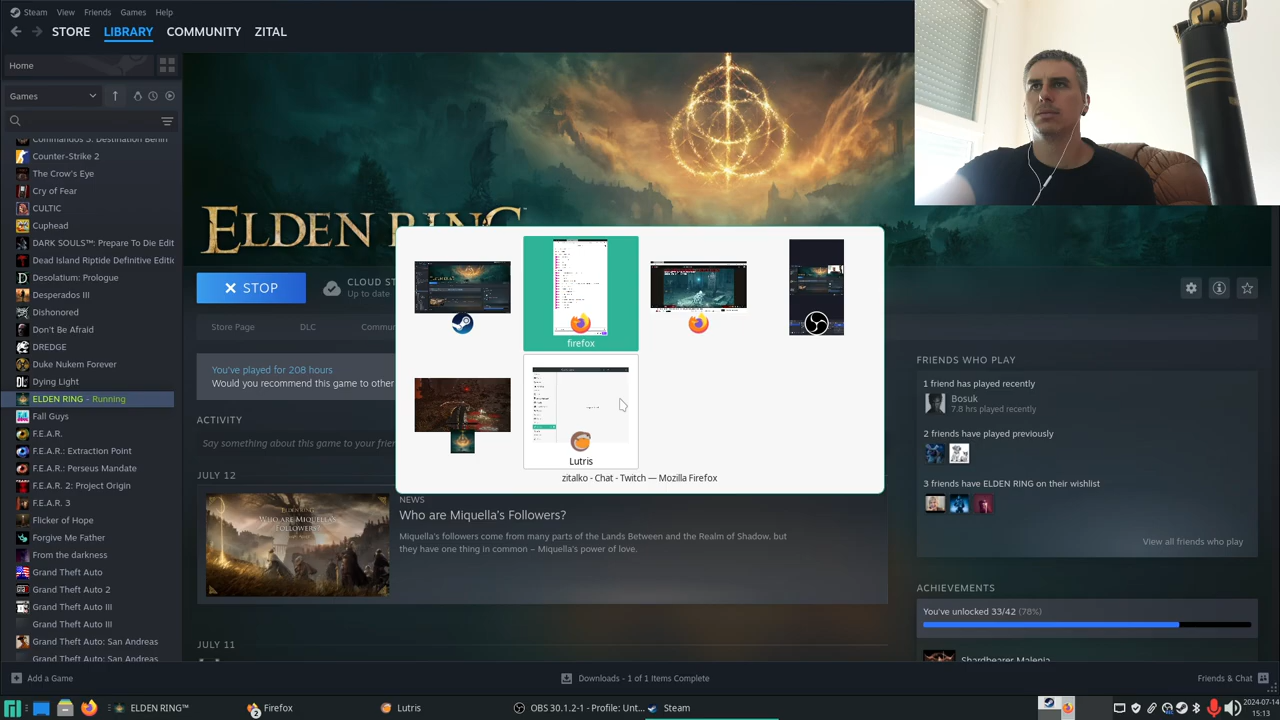 Steam View Friends Games Help
STORE LIBRARY COMMUNITY ZITAL
Home
Games
Commandos 3: Destination Berlin
Counter-Strike 2
The Crow's Eye
Cry of Fear
CULTIC
Cuphead
DARK SOULS™: Prepare To Die Edit
Dead Island Riptide Definitive Editic
Desolatium: Prologue
Desperados III
Dishonored
Don't Be Afraid
DREDGE
Duke Nukem Forever
Dying Light
ELDEN RING - Running
Fall Guys
F.E.A.R.
F.E.A.R.: Extraction Point
F.E.A.R.: Perseus Mandate
F.E.A.R. 2: Project Origin
F.E.A.R. 3
Flicker of Hope
Forgive Me Father
From the darkness
Grand Theft Auto
Grand Theft Auto 2
Grand Theft Auto III
Grand Theft Auto III
Grand Theft Auto: San Andreas
Grand Theft Auto: San Andreas
ELDEN RING
STOP
CLOUD ST
Up to date
Store Page DLC Commu
You've played for 208 hours
Would you recommend this game to other
ACTIVITY
Say something about this game to your frien
JULY 12
ELDEN RING
WHO ARE MIQUELLA'S FOLLOWERS?
NEWS
Who are Miquella's Followers?
Miquella's followers come from many parts of the Lands Between and the Realm of Shadow, but
they have one thing in common – Miquella's power of love.
JULY 11
firefox
Lutris
zitalko - Chat - Twitch — Mozilla Firefox
FRIENDS WHO PLAY
1 friend has played recently
Bosuk
7.8 hrs played recently
2 friends have played previously
3 friends have ELDEN RING on their wishlist
View all friends who play
ACHIEVEMENTS
You've unlocked 33/42 (78%)
Shardbearer Malenia
Add a Game
Downloads - 1 of 1 Items Complete
Friends & Chat
ELDEN RING™
2 Firefox
Lutris
OBS 30.1.2-1 - Profile: Unt...
Steam
2024-07-14
15:13